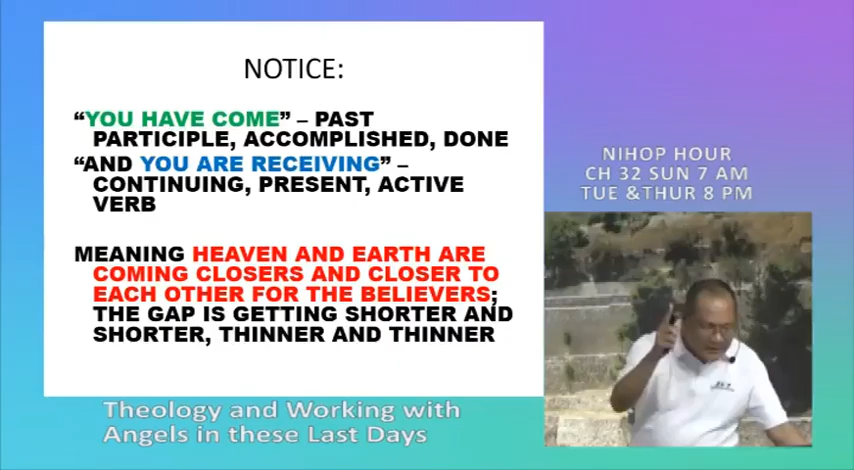 NOTICE:
“YOU HAVE COME” – PAST
PARTICIPLE, ACCOMPLISHED, DONE
“AND YOU ARE RECEIVING” –
CONTINUING, PRESENT, ACTIVE
VERB
MEANING HEAVEN AND EARTH ARE
COMING CLOSERS AND CLOSER TO
EACH OTHER FOR THE BELIEVERS;
THE GAP IS GETTING SHORTER AND
SHORTER, THINNER AND THINNER
NIHOP HOUR
CH 32 SUN 7 AM
TUE &THUR 8 PM
Theology and Working with
Angels in these Last Days